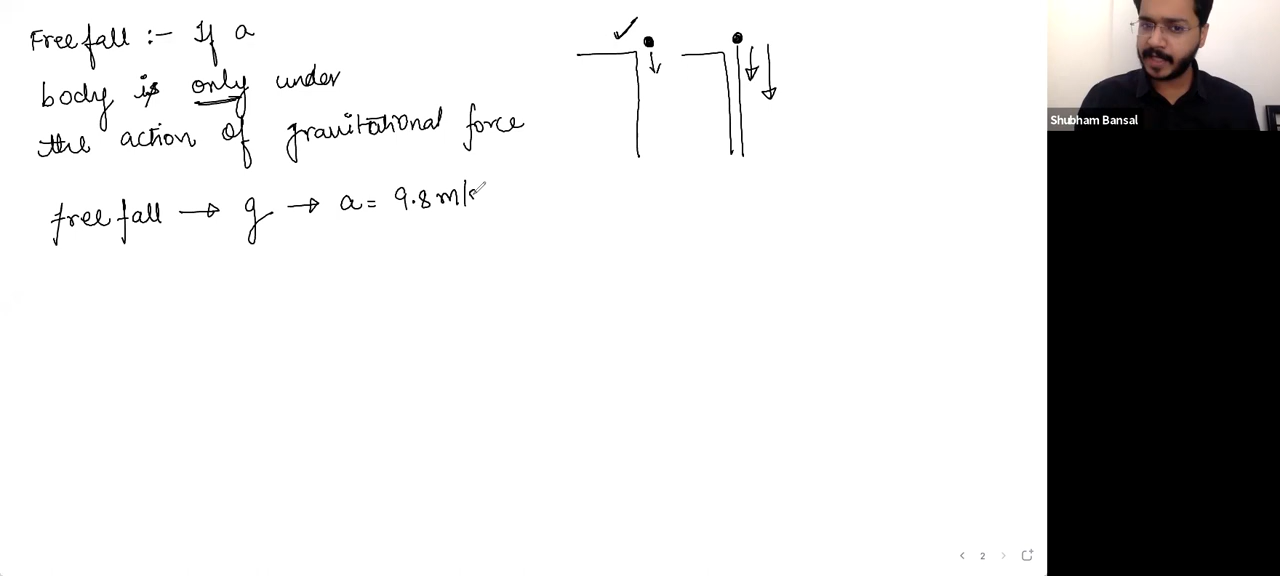 Free fall :- If a
body is only under
the action of gravitational force
free fall → g → a = 9.8 m/s
Shubham Bansal
2